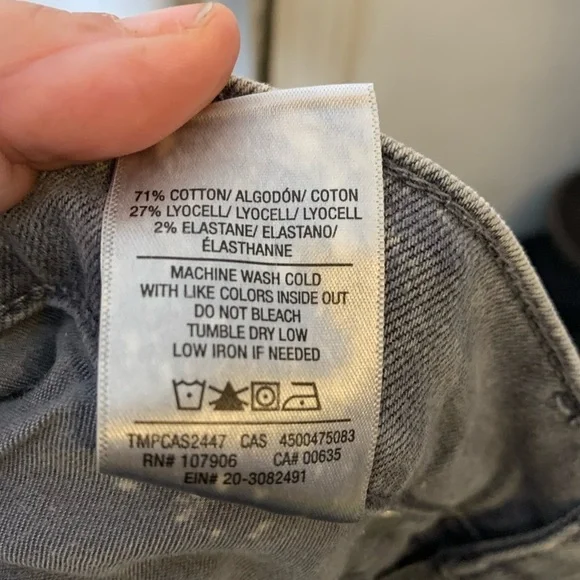 71% COTTON/ ALGODÓN/ COTON
27% LYOCELL/ LYOCELL/ LYOCELL
2% ELASTANE/ ELASTANO/
ÉLASTHANNE
MACHINE WASH COLD
WITH LIKE COLORS INSIDE OUT
DO NOT BLEACH
TUMBLE DRY LOW
LOW IRON IF NEEDED
TMPCAS2447 CAS 4500475083
RN# 107906 CA# 00635
EIN# 20-3082491